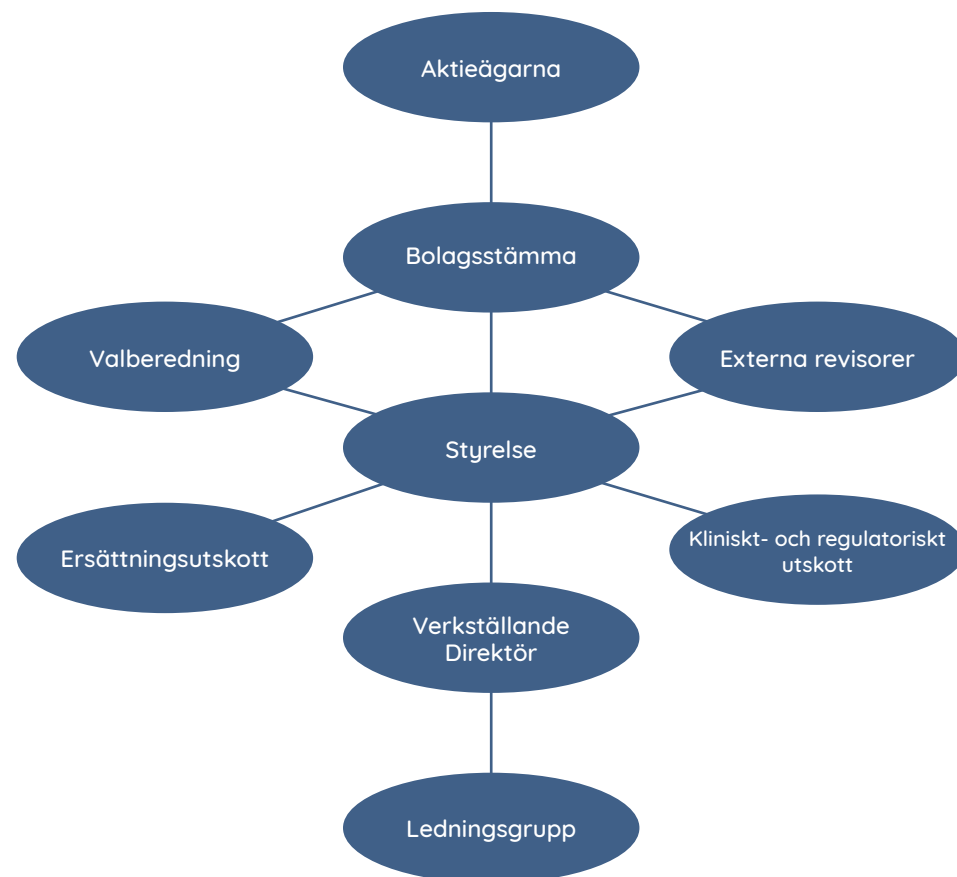 Aktieägarna
Bolagsstämma
Valberedning
Externa revisorer
Styrelse
Ersättningsutskott
Kliniskt- och regulatoriskt
utskott
Verkställande
Direktör
Ledningsgrupp